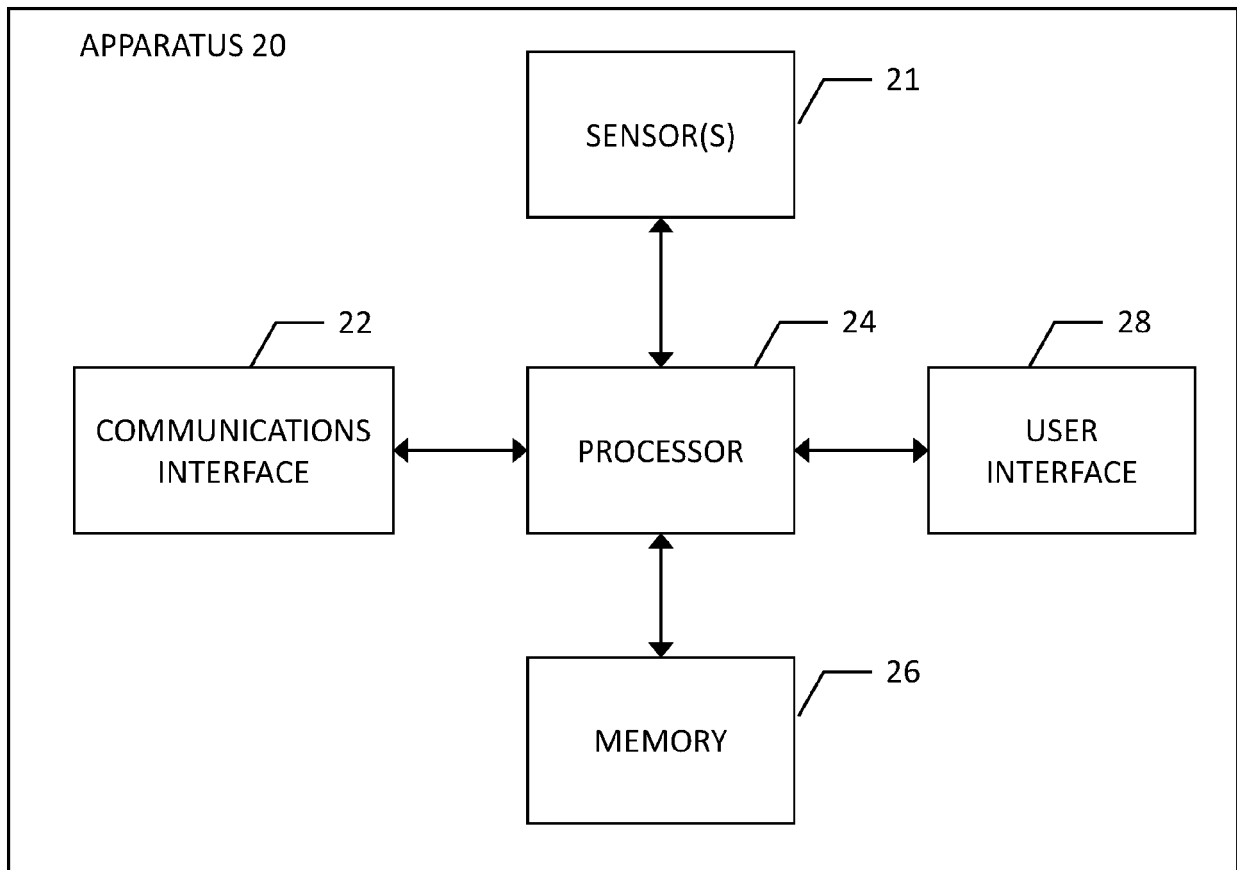 APPARATUS 20
21
SENSOR(S)
22
24
28
COMMUNICATIONS
INTERFACE
PROCESSOR
USER
INTERFACE
26
MEMORY